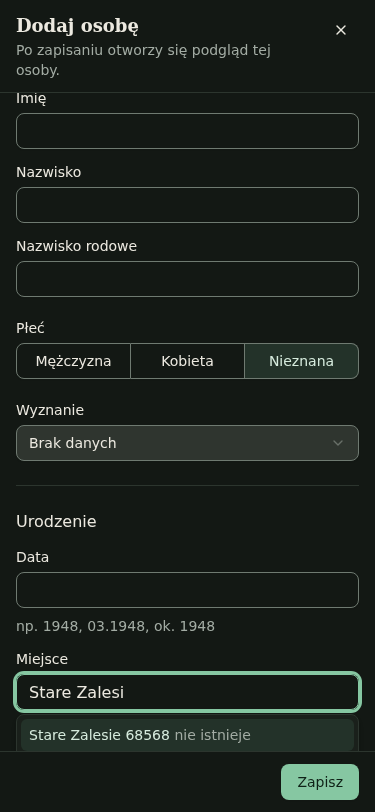 Dodaj osobę
Po zapisaniu otworzy się podgląd tej
osoby.
Imię
Nazwisko
Nazwisko rodowe
Płeć
Mężczyzna
Kobieta
Nieznana
Wyznanie
Brak danych
Urodzenie
Data
np. 1948, 03.1948, ok. 1948
Miejsce
Stare Zalesi
Stare Zalesie 68568 nie istnieje
Zapisz